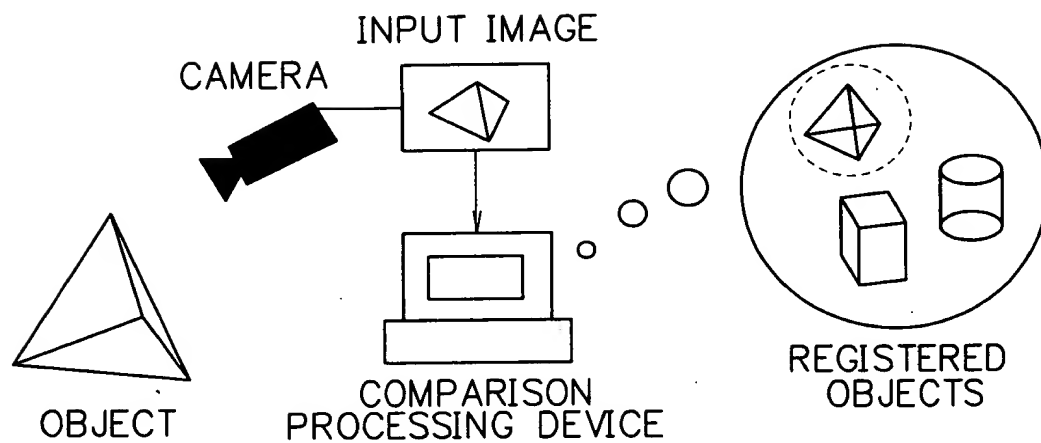 INPUT IMAGE
CAMERA
OBJECT
COMPARISON
PROCESSING DEVICE
REGISTERED
OBJECTS